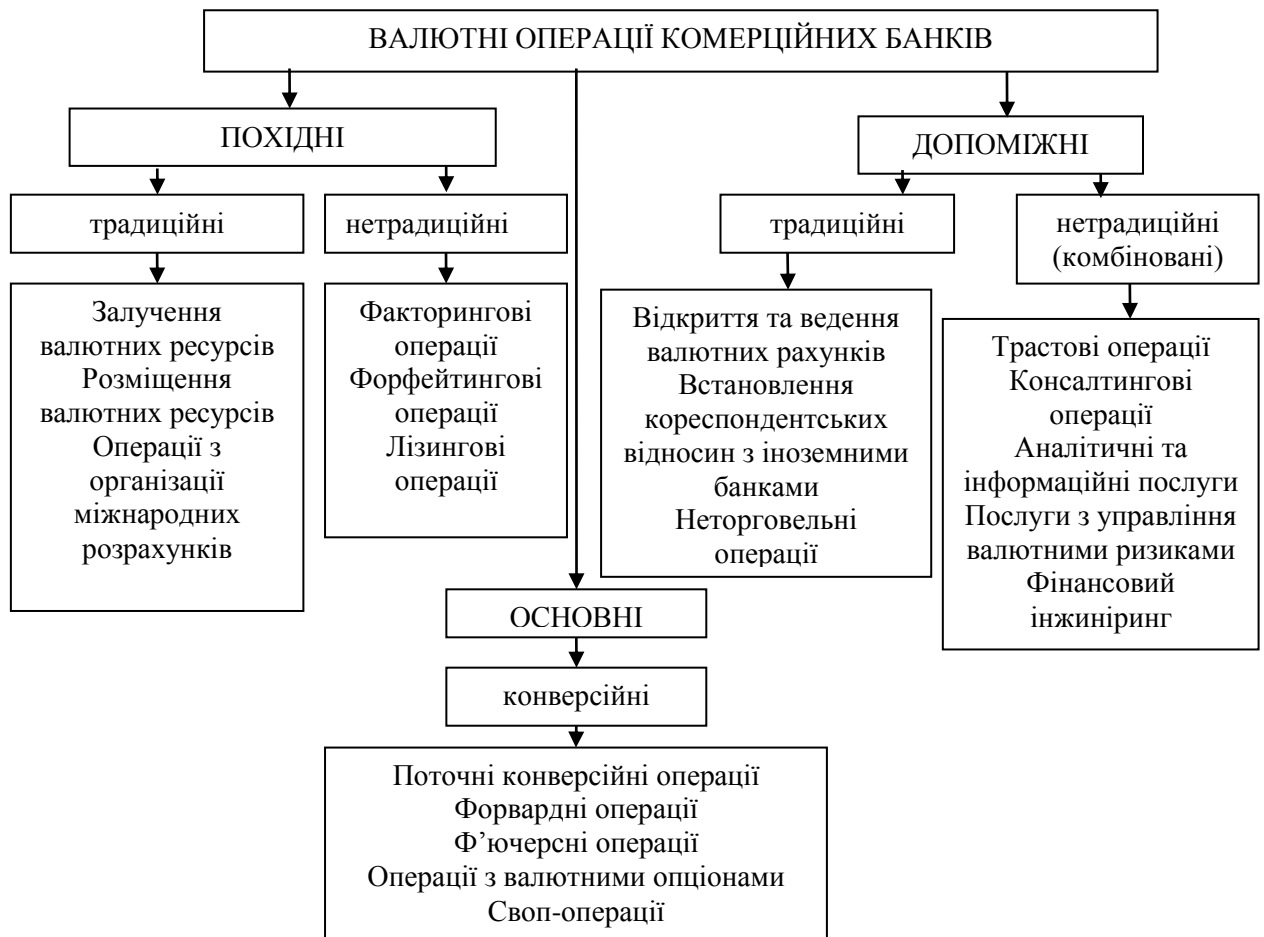 ВАЛЮТНІ ОПЕРАЦІЇ КОМЕРЦІЙНИХ БАНКІВ
ПОХІДНІ
ДОПОМІЖНІ
традиційні
нетрадиційні
традиційні
нетрадиційні
(комбіновані)
Залучення
валютних ресурсів
Розміщення
валютних ресурсів
Операції з
організації
міжнародних
розрахунків
Факторингові
операції
Форфейтингові
операції
Лізингові
операції
Відкриття та ведення
валютних рахунків
Встановлення
кореспондентських
відносин з іноземними
банками
Неторговельні
операції
Трастові операції
Консалтингові
операції
Аналітичні та
інформаційні послуги
Послуги з управління
валютними ризиками
Фінансовий
інжиніринг
ОСНОВНІ
конверсійні
Поточні конверсійні операції
Форвардні операції
Ф’ючерсні операції
Операції з валютними опціонами
Своп-операції